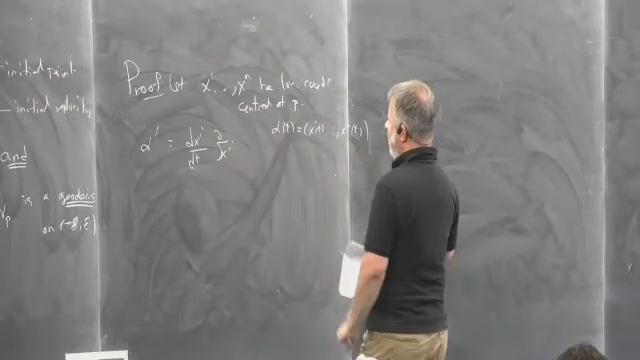 initial point
initial velocity
and
is a geodesic
on (-ε, ε)
Proof Let x¹, ..., xⁿ be loc. coords
centred at p.
α(t) = (x¹(t), ..., xⁿ(t))
α' = dxⁱ/dt ∂/∂xⁱ